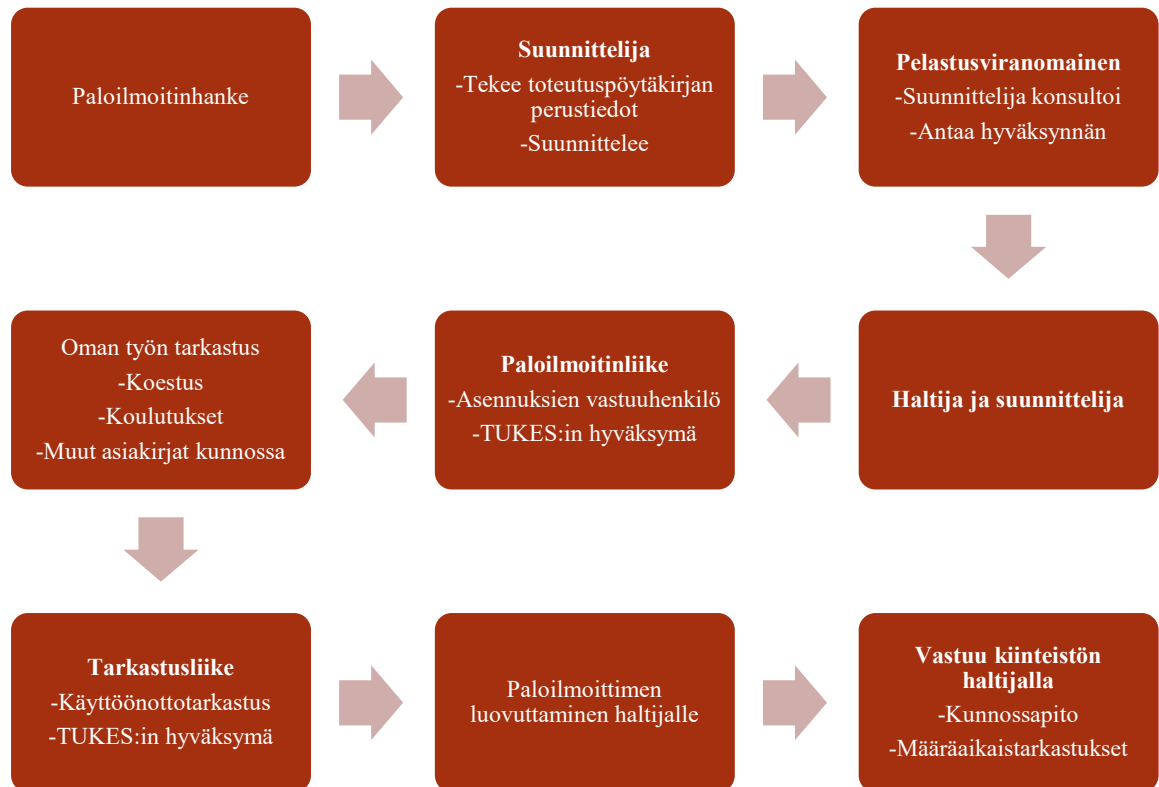 Paloilmoitinhanke
Suunnittelija
-Tekee toteutuspöytäkirjan
perustiedot
-Suunnittelee
Pelastusviranomainen
-Suunnittelija konsultoi
-Antaa hyväksynnän
Haltija ja suunnittelija
Paloilmoitinliike
-Asennuksien vastuuhenkilö
-TUKES:in hyväksymä
Oman työn tarkastus
-Koestus
-Koulutukset
-Muut asiakirjat kunnossa
Tarkastusliike
-Käyttöönottotarkastus
-TUKES:in hyväksymä
Paloilmoittimen
luovuttaminen haltijalle
Vastuu kiinteistön
haltijalla
-Kunnossapito
-Määräaikaistarkastukset